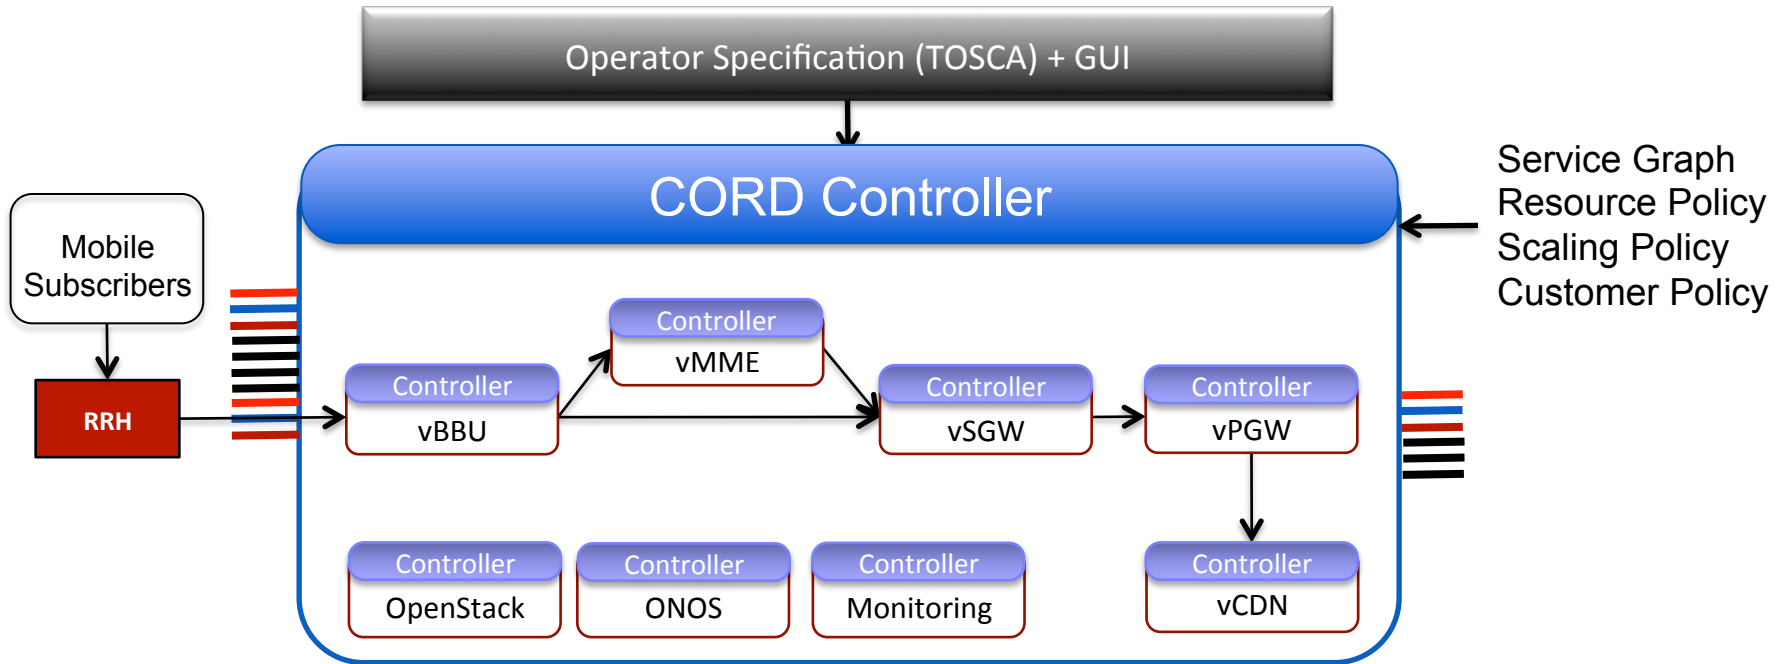 Operator Specification (TOSCA) + GUI
CORD Controller
Service Graph
Resource Policy
Scaling Policy
Customer Policy
Mobile
Subscribers
RRH
Controller
vBBU
Controller
vMME
Controller
vSGW
Controller
vPGW
Controller
OpenStack
Controller
ONOS
Controller
Monitoring
Controller
vCDN